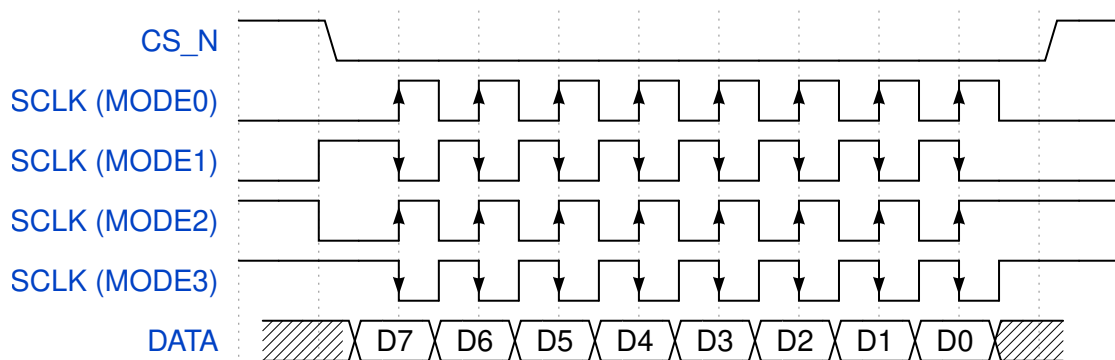 CS_N
SCLK (MODE0)
SCLK (MODE1)
SCLK (MODE2)
SCLK (MODE3)
DATA D7 D6 D5 D4 D3 D2 D1 D0